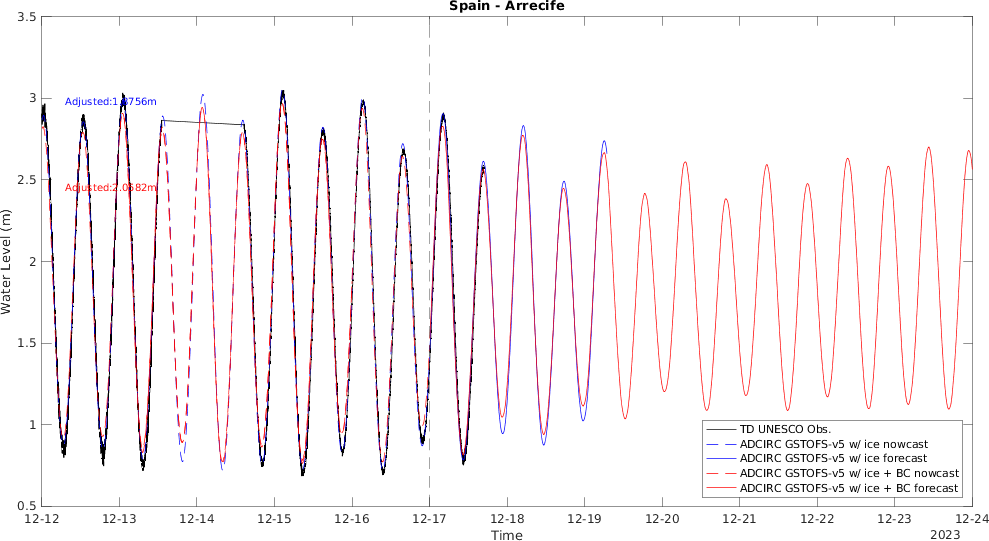 Spain - Arrecife
3.5
3
2.5
2
1.5
1
0.5
Water Level (m)
Adjusted:1.8756m
Adjusted:2.0682m
TD UNESCO Obs.
ADCIRC GSTOFS-v5 w/ ice nowcast
ADCIRC GSTOFS-v5 w/ ice forecast
ADCIRC GSTOFS-v5 w/ ice + BC nowcast
ADCIRC GSTOFS-v5 w/ ice + BC forecast
12-12 12-13 12-14 12-15 12-16 12-17 12-18 12-19 12-20 12-21 12-22 12-23 12-24
Time
2023